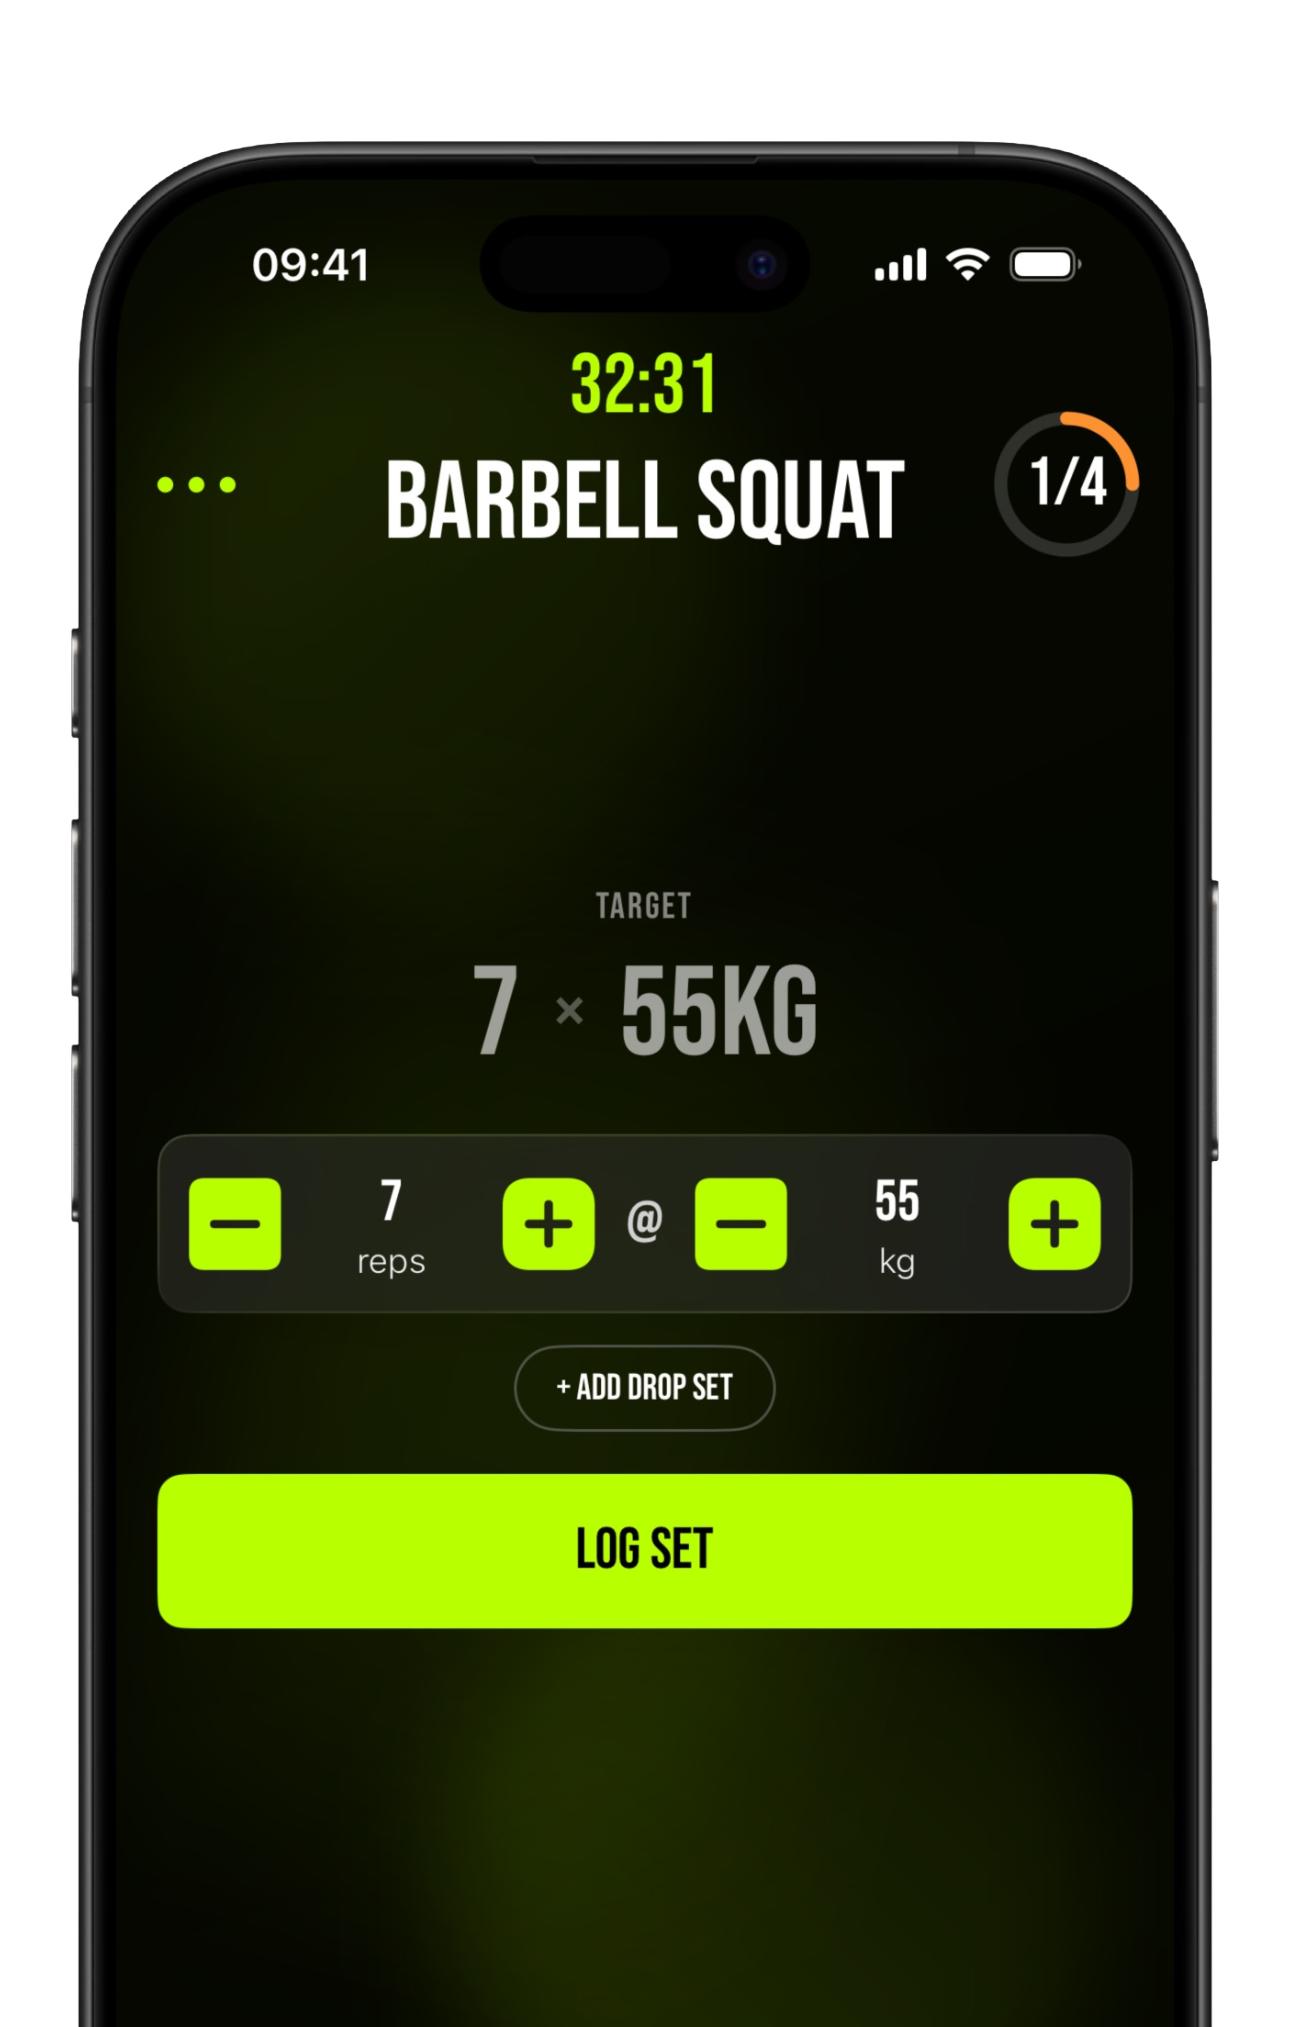 09:41
32:31
BARBELL SQUAT
1/4
TARGET
7 × 55KG
7 @ 55
reps kg
+ ADD DROP SET
LOG SET